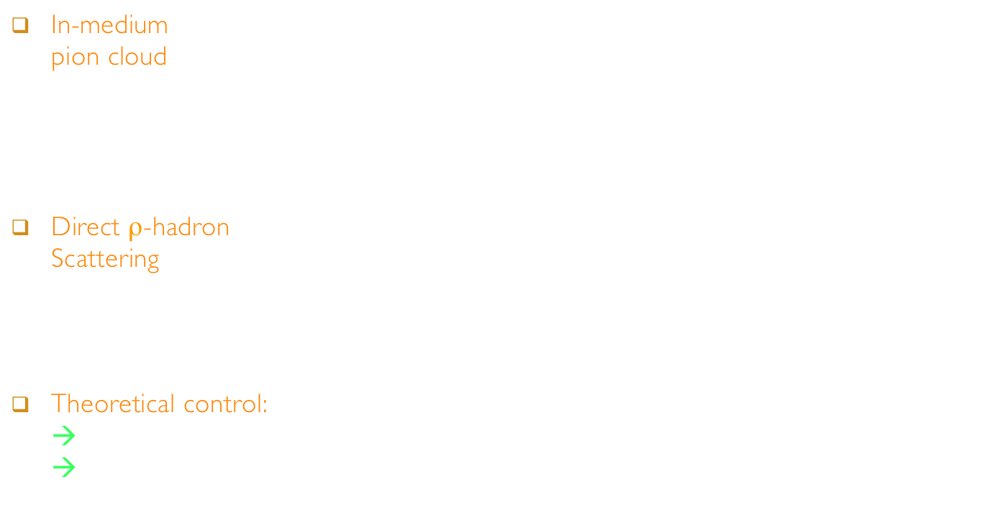 ❑ In-medium
pion cloud
❑ Direct ρ-hadron
Scattering
❑ Theoretical control:
→
→